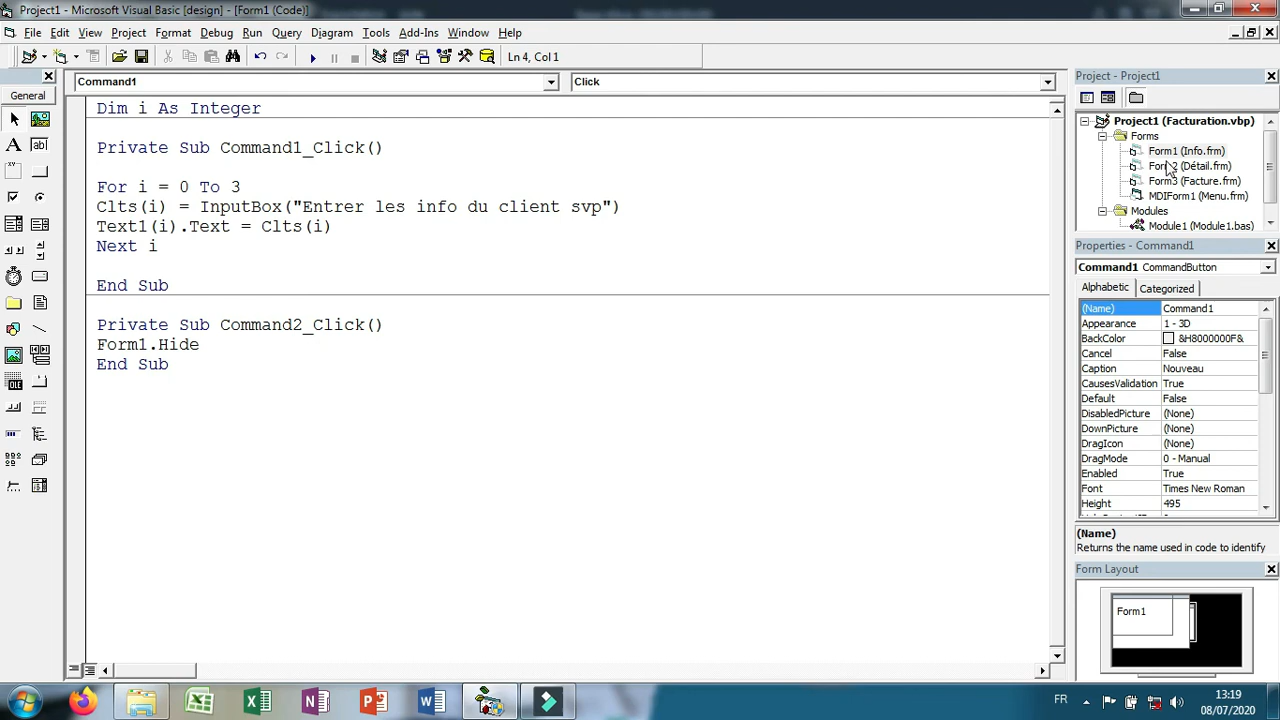 Project1 - Microsoft Visual Basic [design] - [Form1 (Code)]
File Edit View Project Format Debug Run Query Diagram Tools Add-Ins Window Help
Ln 4, Col 1
General
Command1
Click
Dim i As Integer
Private Sub Command1_Click()
For i = 0 To 3
Clts(i) = InputBox("Entrer les info du client svp")
Text1(i).Text = Clts(i)
Next i
End Sub
Private Sub Command2_Click()
Form1.Hide
End Sub
Project - Project1
Project1 (Facturation.vbp)
Forms
Form1 (Info.frm)
Form2 (Détail.frm)
Form3 (Facture.frm)
MDIForm1 (Menu.frm)
Modules
Module1 (Module1.bas)
Properties - Command1
Command1 CommandButton
Alphabetic Categorized
(Name) Command1
Appearance 1 - 3D
BackColor &H8000000F&
Cancel False
Caption Nouveau
CausesValidation True
Default False
DisabledPicture (None)
DownPicture (None)
DragIcon (None)
DragMode 0 - Manual
Enabled True
Font Times New Roman
Height 495
(Name)
Returns the name used in code to identify
Form Layout
Form1
FR
13:19
08/07/2020